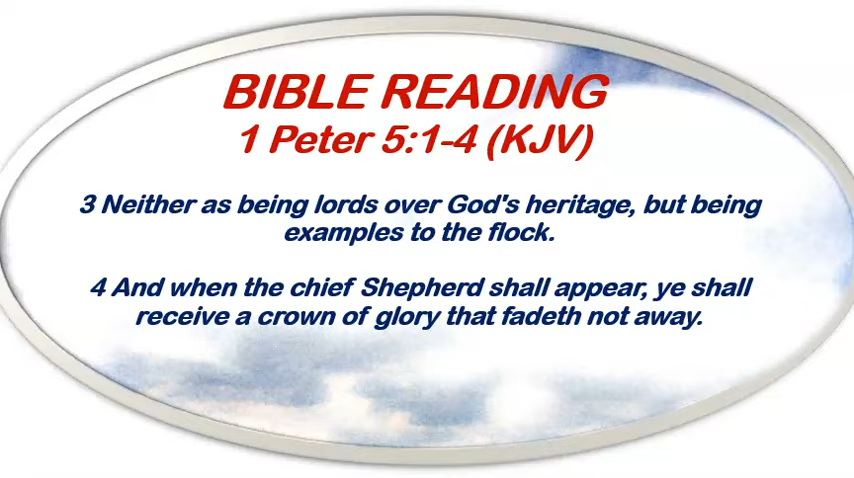 BIBLE READING
1 Peter 5:1-4 (KJV)
3 Neither as being lords over God's heritage, but being
examples to the flock.
4 And when the chief Shepherd shall appear, ye shall
receive a crown of glory that fadeth not away.